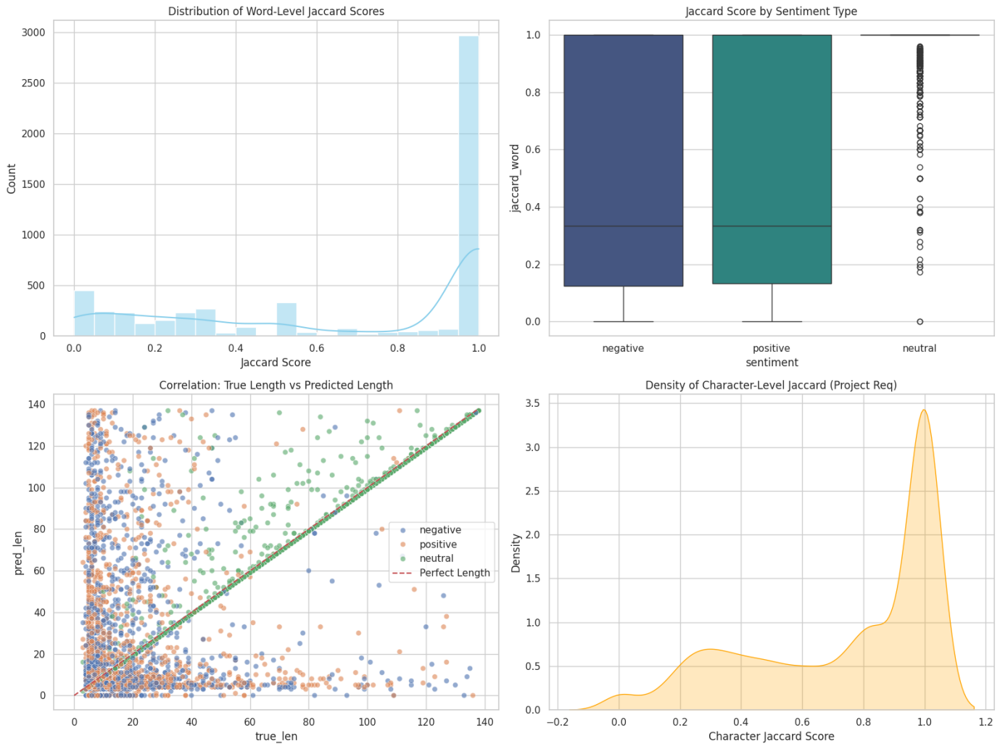 Distribution of Word-Level Jaccard Scores
3000
2500
2000
1500
1000
500
0
Count
0.0 0.2 0.4 0.6 0.8 1.0
Jaccard Score
Jaccard Score by Sentiment Type
1.0
0.8
0.6
0.4
0.2
0.0
jaccard_word
negative positive neutral
sentiment
Correlation: True Length vs Predicted Length
140
120
100
80
60
40
20
0
pred_len
negative
positive
neutral
Perfect Length
0 20 40 60 80 100 120 140
true_len
Density of Character-Level Jaccard (Project Req)
3.5
3.0
2.5
2.0
1.5
1.0
0.5
0.0
Density
−0.2 0.0 0.2 0.4 0.6 0.8 1.0 1.2
Character Jaccard Score